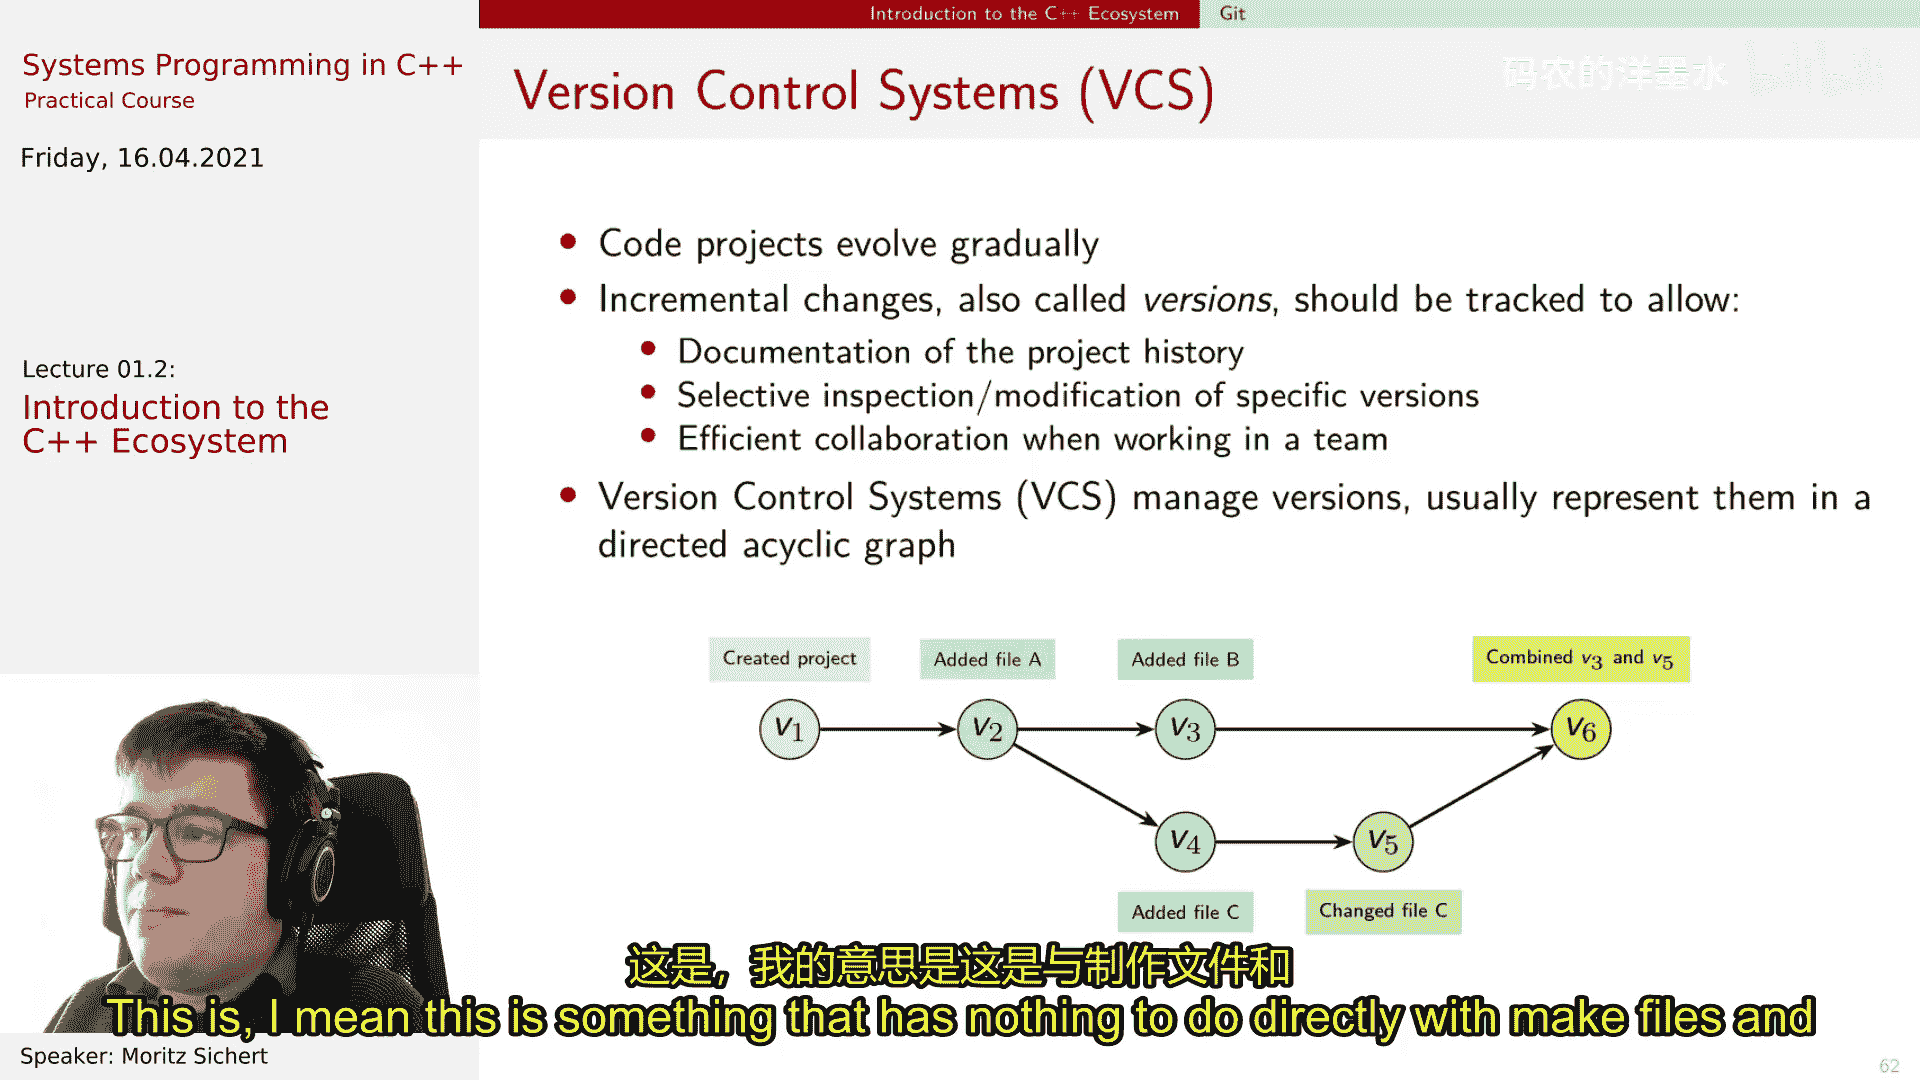 Introduction to the C++ Ecosystem
Git
Systems Programming in C++
Practical Course
Friday, 16.04.2021
Lecture 01.2:
Introduction to the
C++ Ecosystem
Version Control Systems (VCS)
码农的洋墨水
Code projects evolve gradually
Incremental changes, also called versions, should be tracked to allow:
Documentation of the project history
Selective inspection/modification of specific versions
Efficient collaboration when working in a team
Version Control Systems (VCS) manage versions, usually represent them in a
directed acyclic graph
Created project
Added file A
Added file B
Combined v3 and v5
v1
v2
v3
v6
v4
v5
Added file C
Changed file C
这是，我的意思是这是与制作文件和
This is, I mean this is something that has nothing to do directly with make files and
Speaker: Moritz Sichert
62